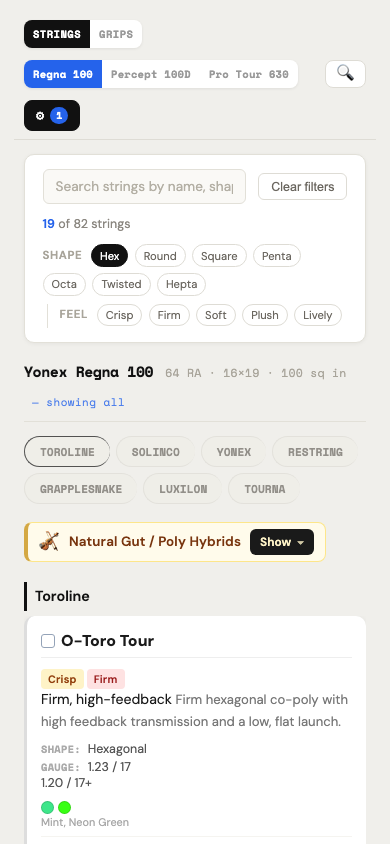 STRINGS GRIPS
Regna 100 Percept 100D Pro Tour 630
1
Search strings by name, sha
Clear filters
19 of 82 strings
SHAPE Hex Round Square Penta
Octa Twisted Hepta
FEEL Crisp Firm Soft Plush Lively
Yonex Regna 100 64 RA · 16×19 · 100 sq in
— showing all
TOROLINE SOLINCO YONEX RESTRING
GRAPPLESNAKE LUXILON TOURNA
Natural Gut / Poly Hybrids Show
Toroline
O-Toro Tour
Crisp Firm
Firm, high-feedback Firm hexagonal co-poly with
high feedback transmission and a low, flat launch.
SHAPE: Hexagonal
GAUGE: 1.23 / 17
1.20 / 17+
Mint, Neon Green